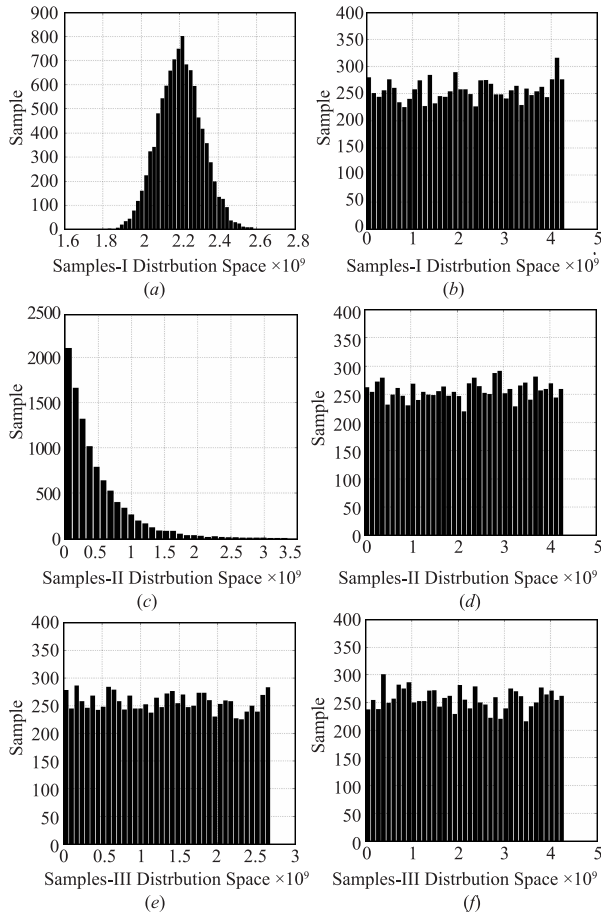 900
800
700
600
500
400
300
200
100
0
Sample
1.6 2 2.2 2.4 2.6 2.8
Samples-I Distrbution Space ×10⁹
(a)
400
350
300
250
200
150
100
50
0
Sample
0 1 2 3 4 5
Samples-I Distrbution Space ×10⁹
(b)
2500
2000
1500
1000
500
0
Sample
0 0.5 1 1.5 2 2.5 3 3.5
Samples-II Distrbution Space ×10⁹
(c)
400
350
300
250
200
150
100
50
0
Sample
0 1 2 3 4 5
Samples-II Distrbution Space ×10⁹
(d)
400
350
300
250
200
150
100
50
0
Sample
0 0.5 1 1.5 2 2.5 3
Samples-III Distrbution Space ×10⁹
(e)
400
350
300
250
200
150
100
50
0
Sample
0 1 2 3 4 5
Samples-III Distrbution Space ×10⁹
(f)